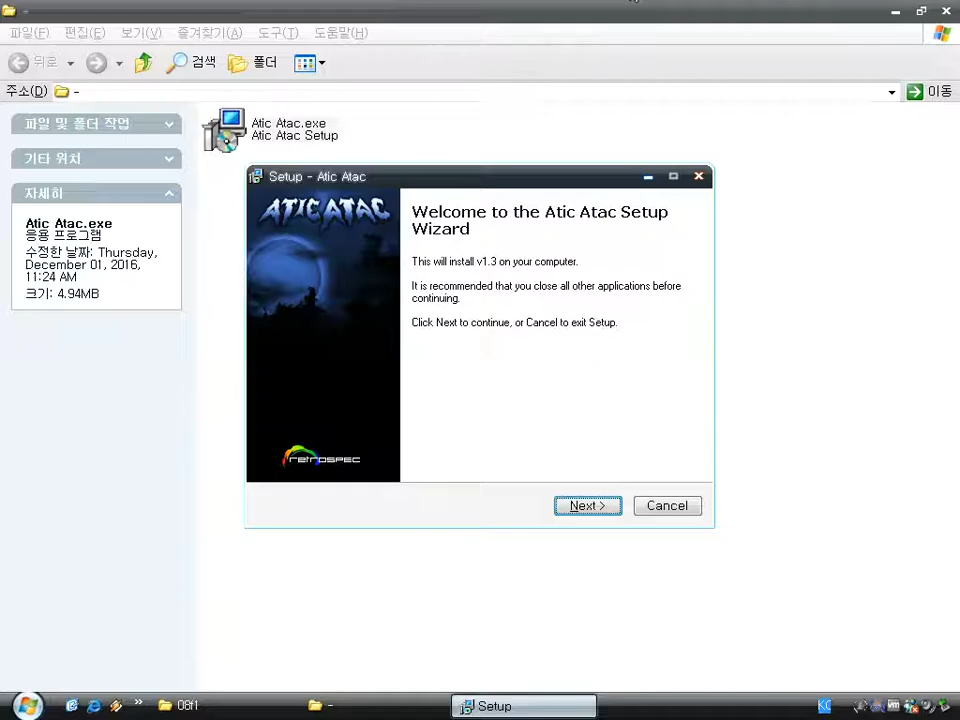 -
파일(F) 편집(E) 보기(V) 즐겨찾기(A) 도구(T) 도움말(H)
뒤로 검색 폴더
주소(D) - 이동
파일 및 폴더 작업
기타 위치
자세히
Atic Atac.exe
응용 프로그램
수정한 날짜: Thursday,
December 01, 2016,
11:24 AM
크기: 4.94MB
Atic Atac.exe
Atic Atac Setup
Setup - Atic Atac
ATIC ATAC
retrospec
Welcome to the Atic Atac Setup
Wizard
This will install v1.3 on your computer.
It is recommended that you close all other applications before
continuing.
Click Next to continue, or Cancel to exit Setup.
Next >
Cancel
08f1
-
Setup
KC